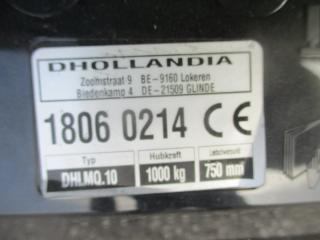 DHOLLANDIA
Zoomstraat 9 BE-9160 Lokeren
Biedenkamp 4 DE-21509 GLINDE
1806 0214 CE
Typ Hubkraft
DHLMQ.10 1000 kg 750 mm